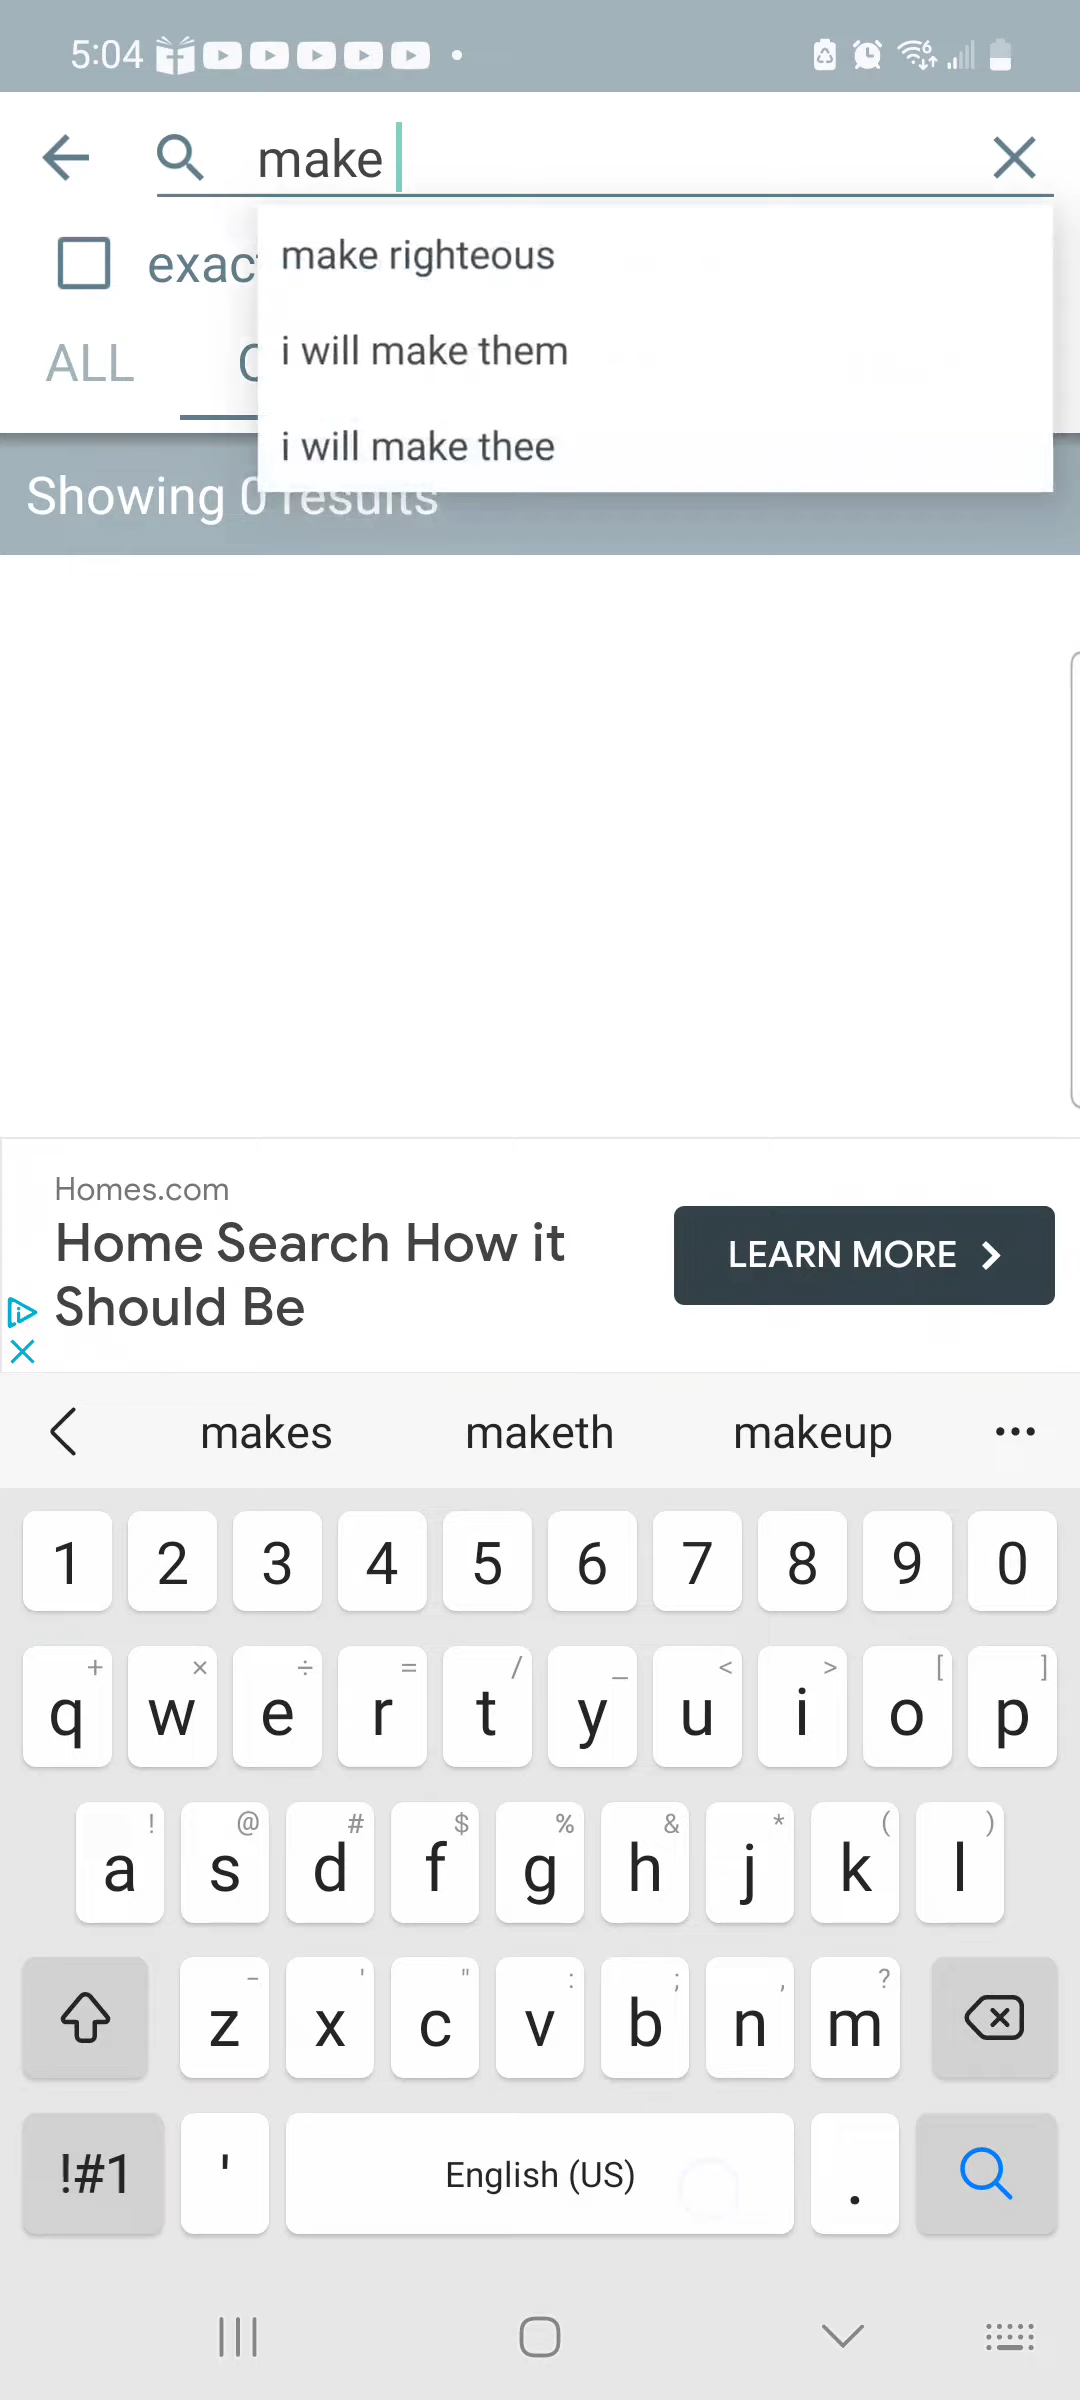 5:04
make
exac
make righteous
ALL
i will make them
i will make thee
Showing 0 results
Homes.com
Home Search How it
Should Be
LEARN MORE
makes maketh makeup ...
1 2 3 4 5 6 7 8 9 0
+ × ÷ = / _ < > [ ]
q w e r t y u i o p
! @ # $ % & * ( )
a s d f g h j k l
- ' " : ; , ?
z x c v b n m
!#1 ' English (US) .